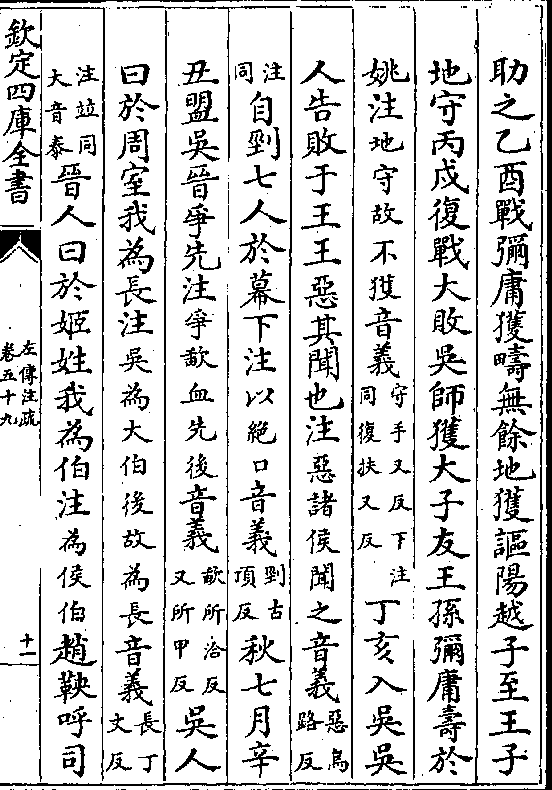 助之乙酉戰彌庸獲疇無餘地獲謳陽越子至王子
地守丙戌復戰大敗吳師獲大子友王孫彌庸壽於
姚注地守故不獲音義守手又反下注同復扶又反丁亥入吳吳
人告敗于王王惡其聞也注惡諸侯聞之音義惡烏路反
注同自剄七人於幕下注以絕口音義剄古頂反秋七月辛
丑盟吳晉爭先注爭歃血先後音義歃所洽反又所甲反吳人
曰於周室我為長注吳為大伯後故為長音義長丁丈反
注竝同大音泰晉人曰於姬姓我為伯注為侯伯趙鞅呼司
欽定四庫全書
左傳注疏
卷五十九
十一